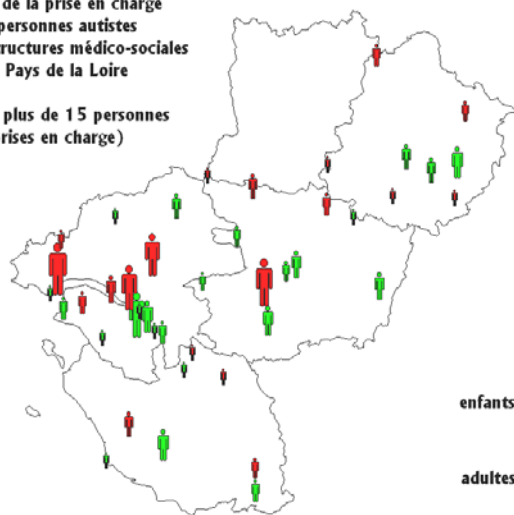 de la prise en charge
personnes autistes
ructures médico-sociales
Pays de la Loire
plus de 15 personnes
rises en charge)
enfants
adultes